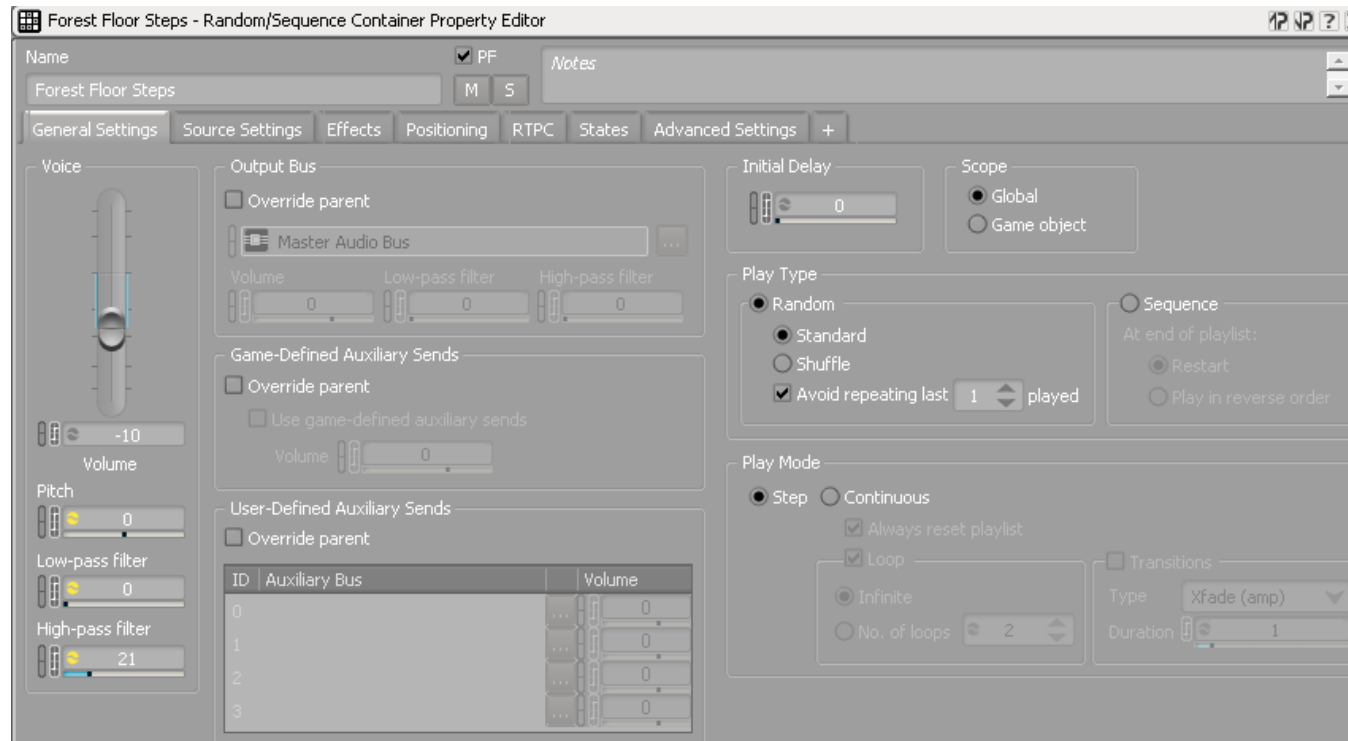 Forest Floor Steps - Random/Sequence Container Property Editor
Name
PF
Notes
Forest Floor Steps
M S
General Settings Source Settings Effects Positioning RTPC States Advanced Settings +
Voice
-10
Volume
Pitch
0
Low-pass filter
0
High-pass filter
21
Output Bus
Override parent
Master Audio Bus ...
Volume Low-pass filter High-pass filter
0 0 0
Game-Defined Auxiliary Sends
Override parent
Use game-defined auxiliary sends
Volume 0
User-Defined Auxiliary Sends
Override parent
ID Auxiliary Bus Volume
0 ... 0
1 ... 0
2 ... 0
3 ... 0
Initial Delay
0
Scope
Global
Game object
Play Type
Random
Standard
Shuffle
Avoid repeating last 1 played
Sequence
At end of playlist:
Restart
Play in reverse order
Play Mode
Step Continuous
Always reset playlist
Loop
Infinite
No. of loops 2
Transitions
Type Xfade (amp)
Duration 1